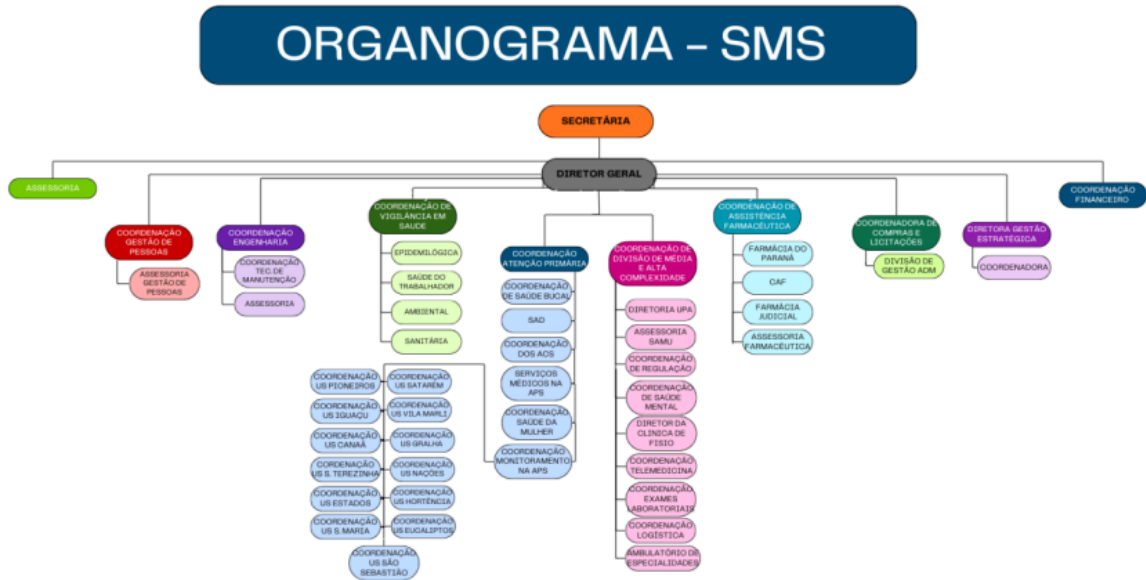 ORGANOGRAMA – SMS
SECRETÁRIA
DIRETOR GERAL
ASSESSORIA
COORDENAÇÃO
FINANCEIRO
COORDENAÇÃO
GESTÃO DE
PESSOAS
ASSESSORIA
GESTÃO DE
PESSOAS
COORDENAÇÃO
ENGENHARIA
COORDENAÇÃO
TEC. DE
MANUTENÇÃO
ASSESSORIA
COORDENAÇÃO DE
VIGILÂNCIA EM
SAUDE
EPIDEMILÓGICA
SAÚDE DO
TRABALHADOR
AMBIENTAL
SANITÁRIA
COORDENAÇÃO
ATENÇÃO PRIMÁRIA
COORDENAÇÃO
DE SAÚDE BUCAL
SAD
COORDENAÇÃO
DOS ACS
SERVIÇOS
MÉDICOS NA
APS
COORDENAÇÃO
SAÚDE DA
MULHER
COORDENAÇÃO
MONITORAMENTO
NA APS
COORDENAÇÃO
US PIONEIROS
COORDENAÇÃO
US SATARÉM
COORDENAÇÃO
US IGUAÇU
COORDENAÇÃO
US VILA MARLI
COORDENAÇÃO
US CANAÃ
COORDENAÇÃO
US GRALHA
CORDENAÇÃO
US S. TEREZINHA
COORDENAÇÃO
US NAÇÕES
COORDENAÇÃO
US ESTADOS
COORDENAÇÃO
US HORTÊNCIA
COORDENAÇÃO
US S. MARIA
COORDENAÇÃO
US EUCALIPTOS
COORDENAÇÃO
US SÃO
SEBASTIÃO
COORDENAÇÃO DE
DIVISÃO DE MÉDIA
E ALTA
COMPLEXIDADE
DIRETORIA UPA
ASSESSORIA
SAMU
COORDENAÇÃO
DE REGULAÇÃO
COORDENAÇÃO
DE SAÚDE
MENTAL
DIRETOR DA
CLINICA DE
FISIO
COORDENAÇÃO
TELEMEDICINA
COORDENAÇÃO
EXAMES
LABORATORIAIS
COORDENAÇÃO
LOGÍSTICA
AMBULATÓRIO DE
ESPECIALIDADES
COORDENAÇÃO DE
ASSISTÊNCIA
FARMACÊUTICA
FARMÁCIA DO
PARANÁ
CAF
FARMÁCIA
JUDICIAL
ASSESSORIA
FARMACÊUTICA
COORDENADORA DE
COMPRAS E
LICITAÇÕES
DIVISÃO DE
GESTÃO ADM
DIRETORA GESTÃO
ESTRATÉGICA
COORDENADORA